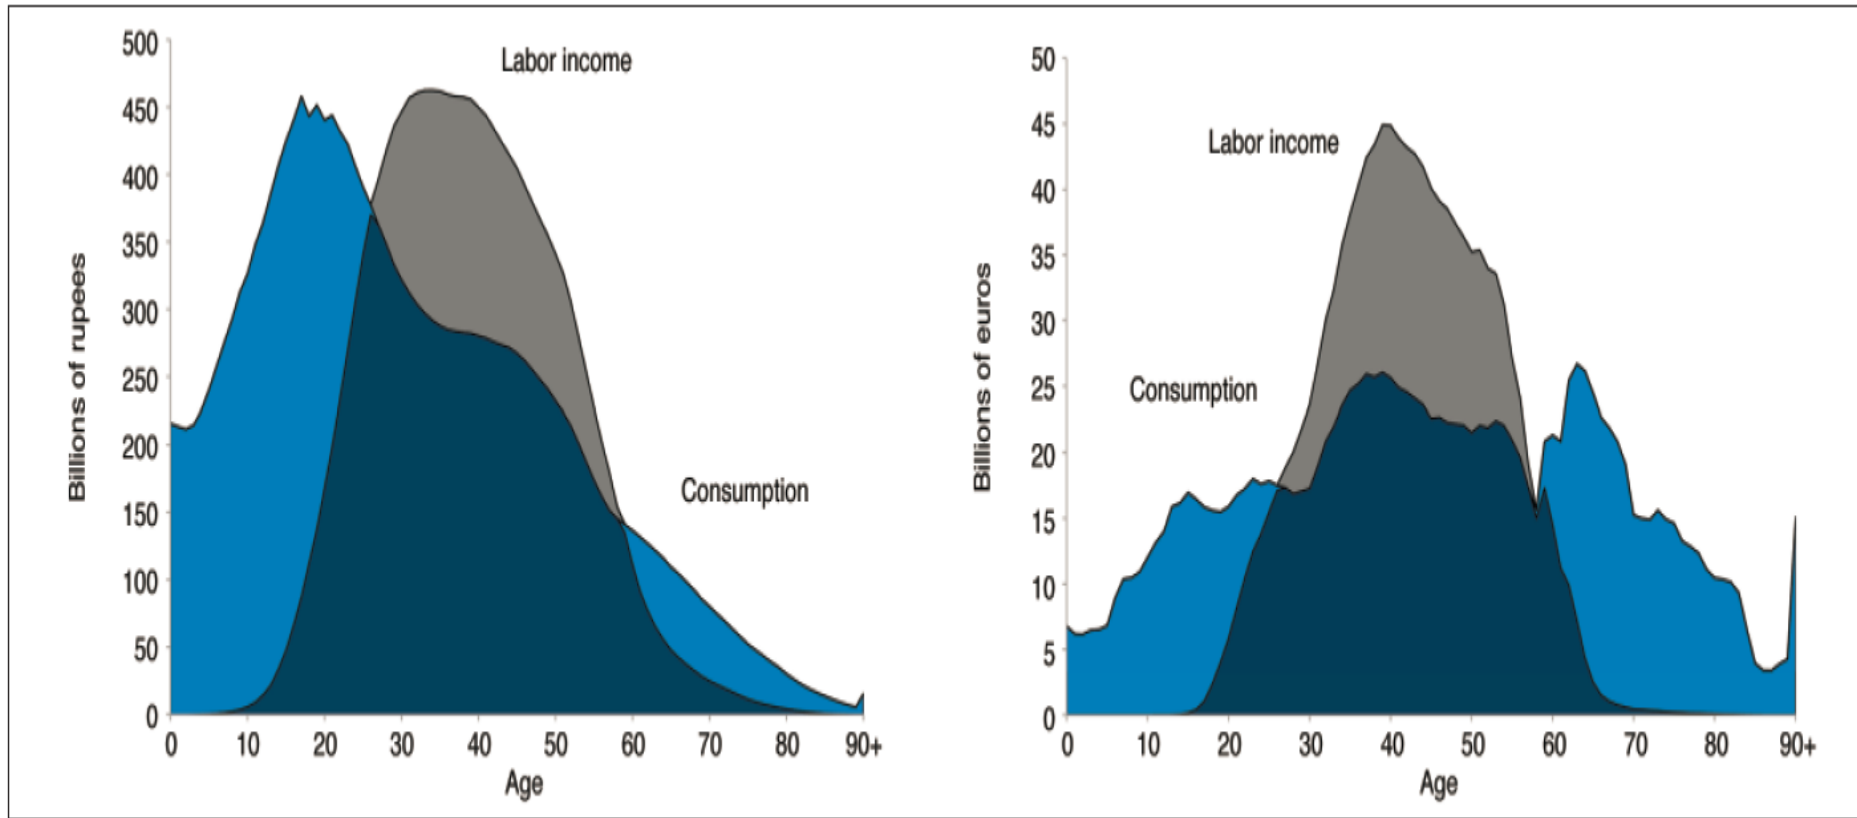 Labor income
Consumption
Billions of rupees
500
450
400
350
300
250
200
150
100
50
0
0 10 20 30 40 50 60 70 80 90+
Age
Labor income
Consumption
Billions of euros
50
45
40
35
30
25
20
15
10
5
0
0 10 20 30 40 50 60 70 80 90+
Age